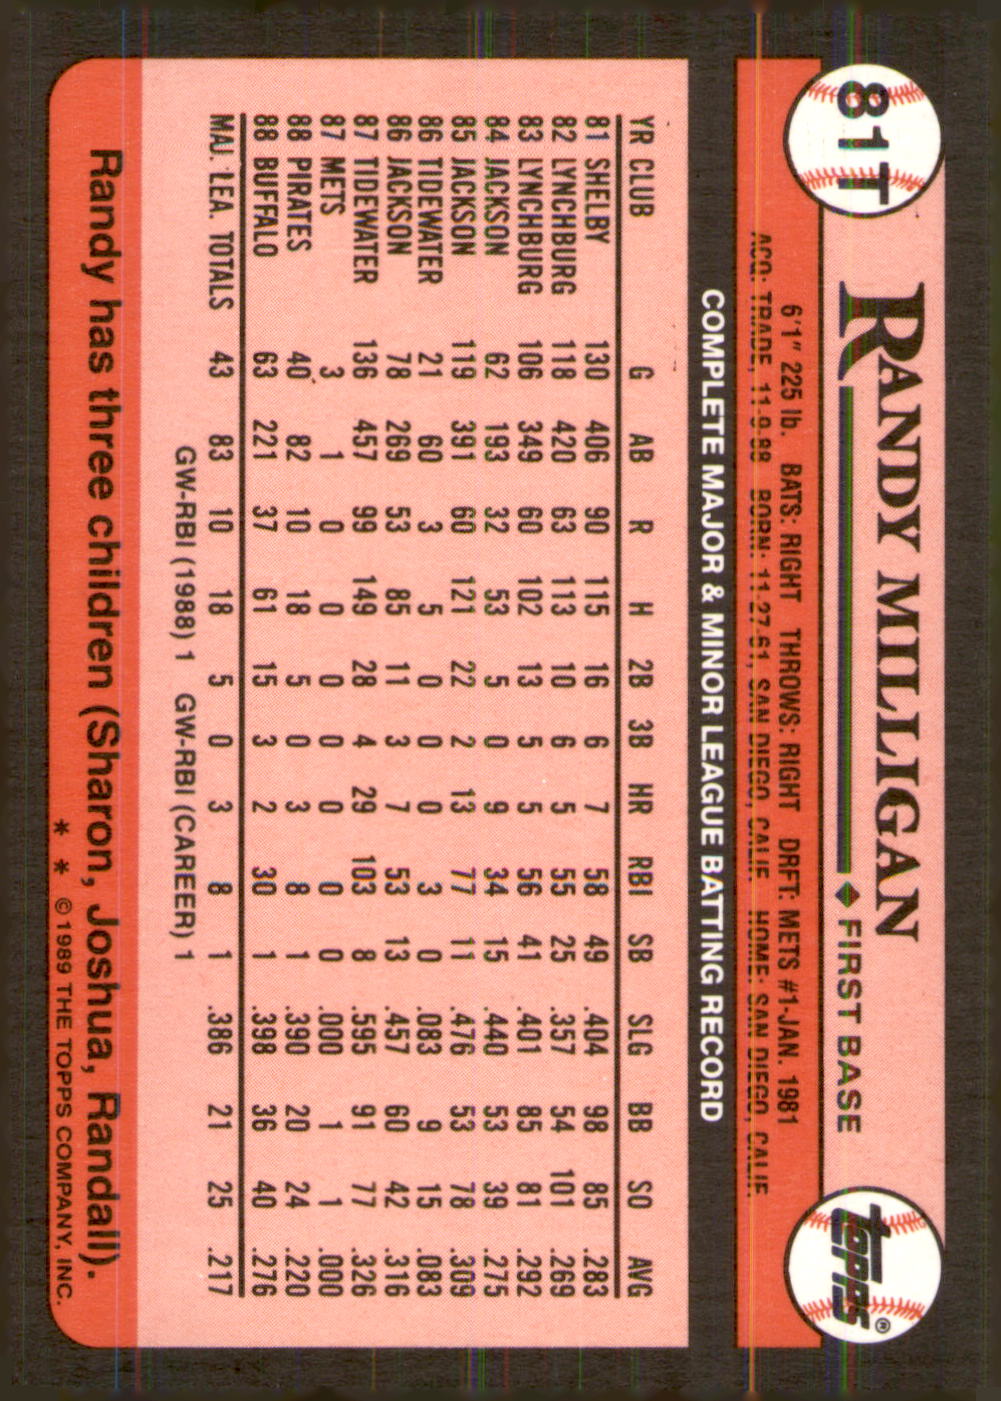 81T
RANDY MILLIGAN
◆ FIRST BASE
topps®
6'1" 225 lb. BATS: RIGHT THROWS: RIGHT DRFT: METS #1-JAN. 1981
ACQ: TRADE, 11-9-88 BORN: 11-27-61, SAN DIEGO, CALIF. HOME: SAN DIEGO, CALIF.
COMPLETE MAJOR & MINOR LEAGUE BATTING RECORD
YR CLUB G AB R H 2B 3B HR RBI SB SLG BB SO AVG
81 SHELBY 130 406 90 115 16 6 7 58 49 .404 98 85 .283
82 LYNCHBURG 118 420 63 113 10 6 5 55 25 .357 54 101 .269
83 LYNCHBURG 106 349 60 102 13 5 5 56 41 .401 85 81 .292
84 JACKSON 62 193 32 53 5 0 9 34 15 .440 53 39 .275
85 JACKSON 119 391 60 121 22 2 13 77 11 .476 53 78 .309
86 TIDEWATER 21 60 3 5 0 0 0 3 0 .083 9 15 .083
86 JACKSON 78 269 53 85 11 3 7 53 13 .457 60 42 .316
87 TIDEWATER 136 457 99 149 28 4 29 103 8 .595 91 77 .326
87 METS 3 1 0 0 0 0 0 0 0 .000 1 1 .000
88 PIRATES 40 82 10 18 5 0 3 8 1 .390 20 24 .220
88 BUFFALO 63 221 37 61 15 3 2 30 1 .398 36 40 .276
MAJ. LEA. TOTALS 43 83 10 18 5 0 3 8 1 .386 21 25 .217
GW-RBI (1988) 1 GW-RBI (CAREER) 1
Randy has three children (Sharon, Joshua, Randall).
* * © 1989 THE TOPPS COMPANY, INC.